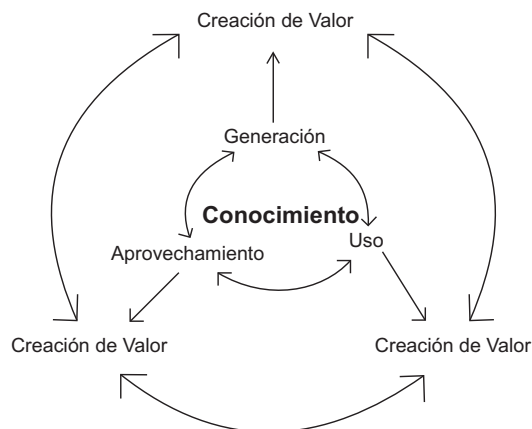 Creación de Valor
Generación
Conocimiento
Uso
Aprovechamiento
Creación de Valor
Creación de Valor